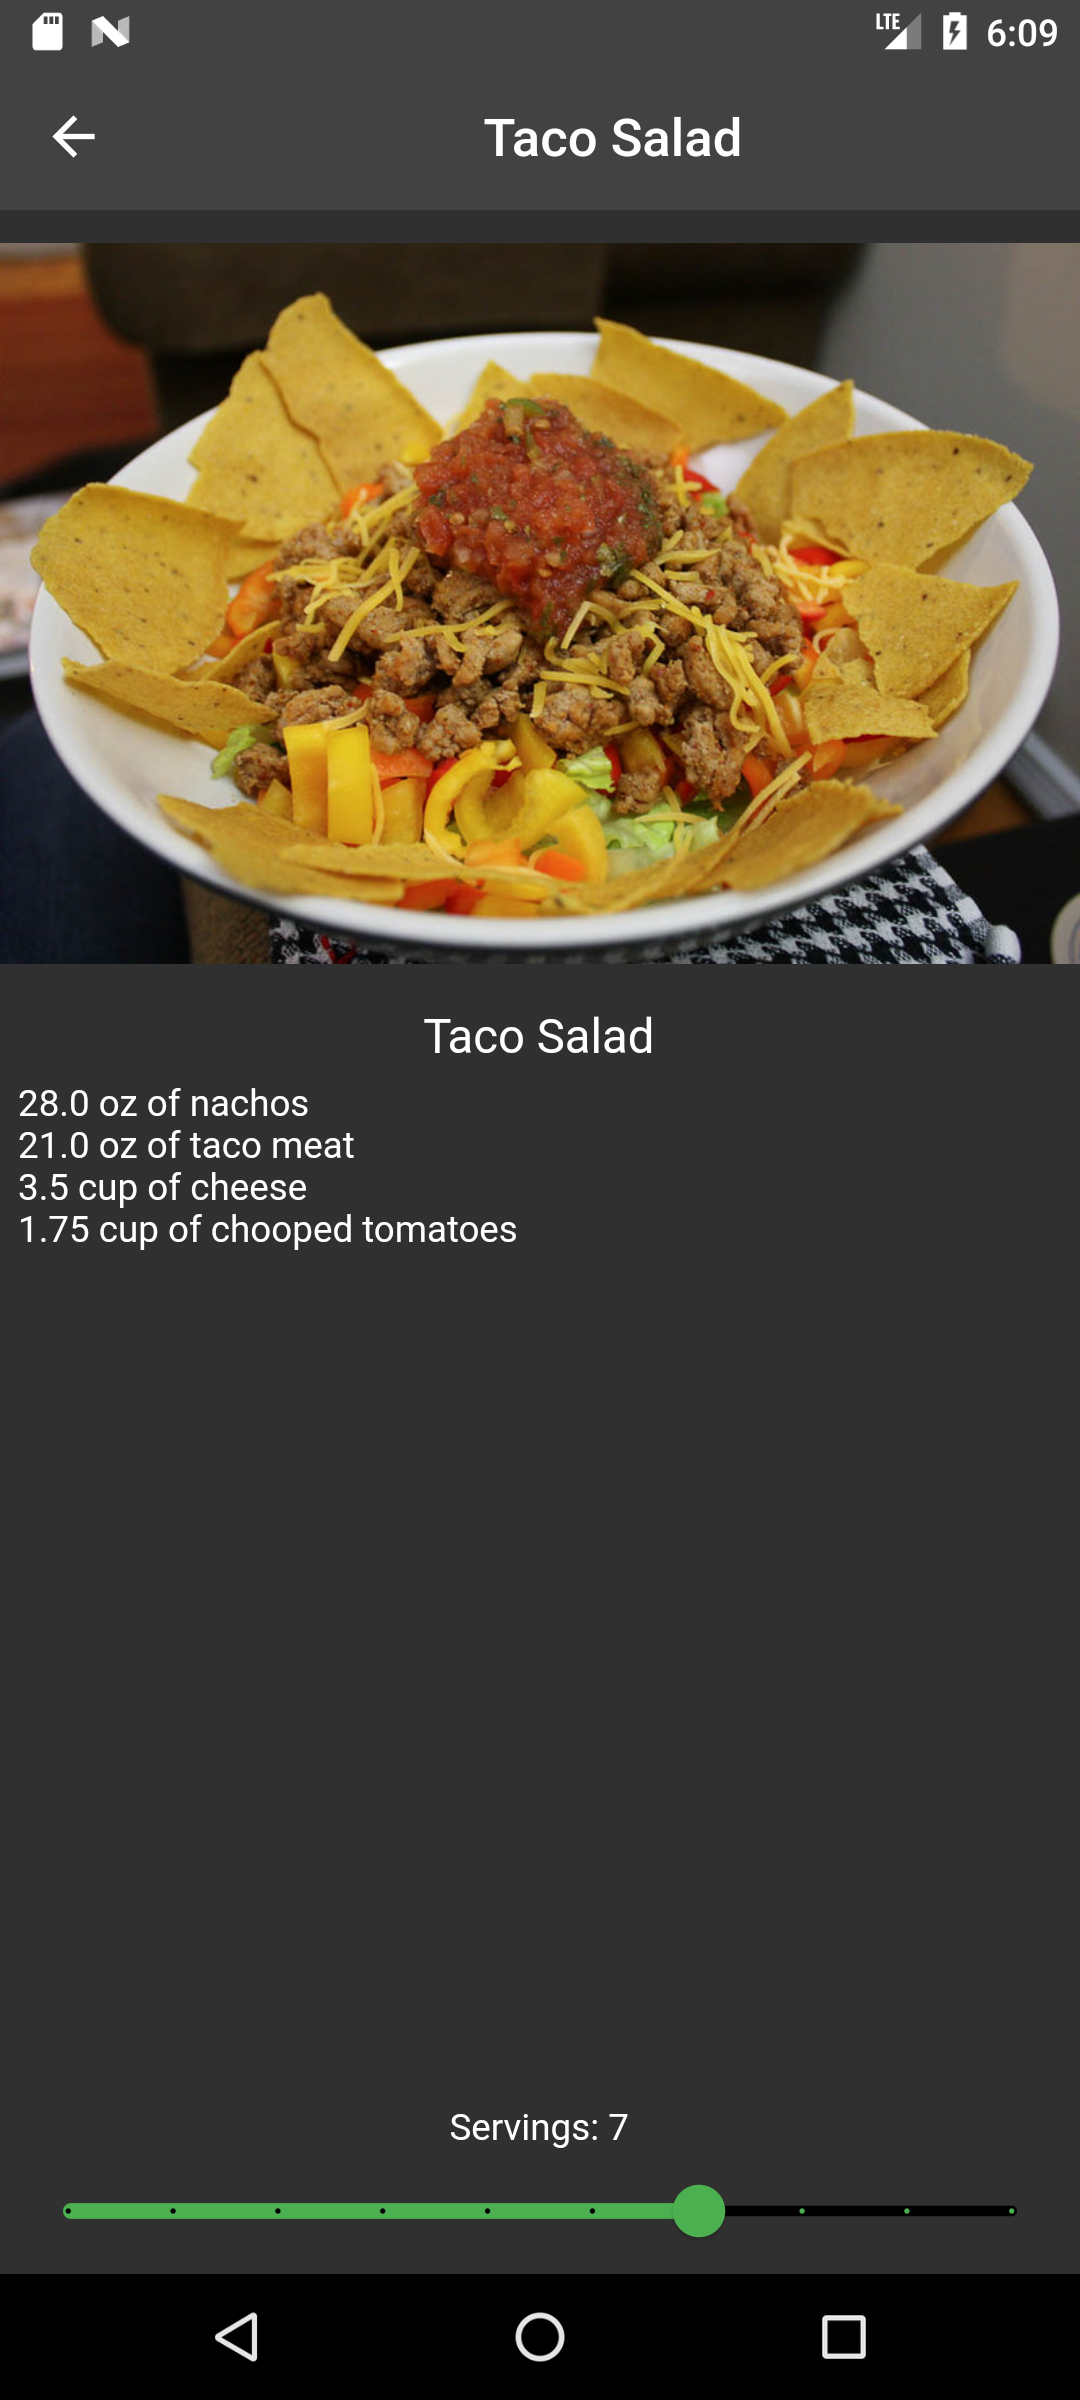 LTE 6:09
Taco Salad
Taco Salad
28.0 oz of nachos
21.0 oz of taco meat
3.5 cup of cheese
1.75 cup of chooped tomatoes
Servings: 7